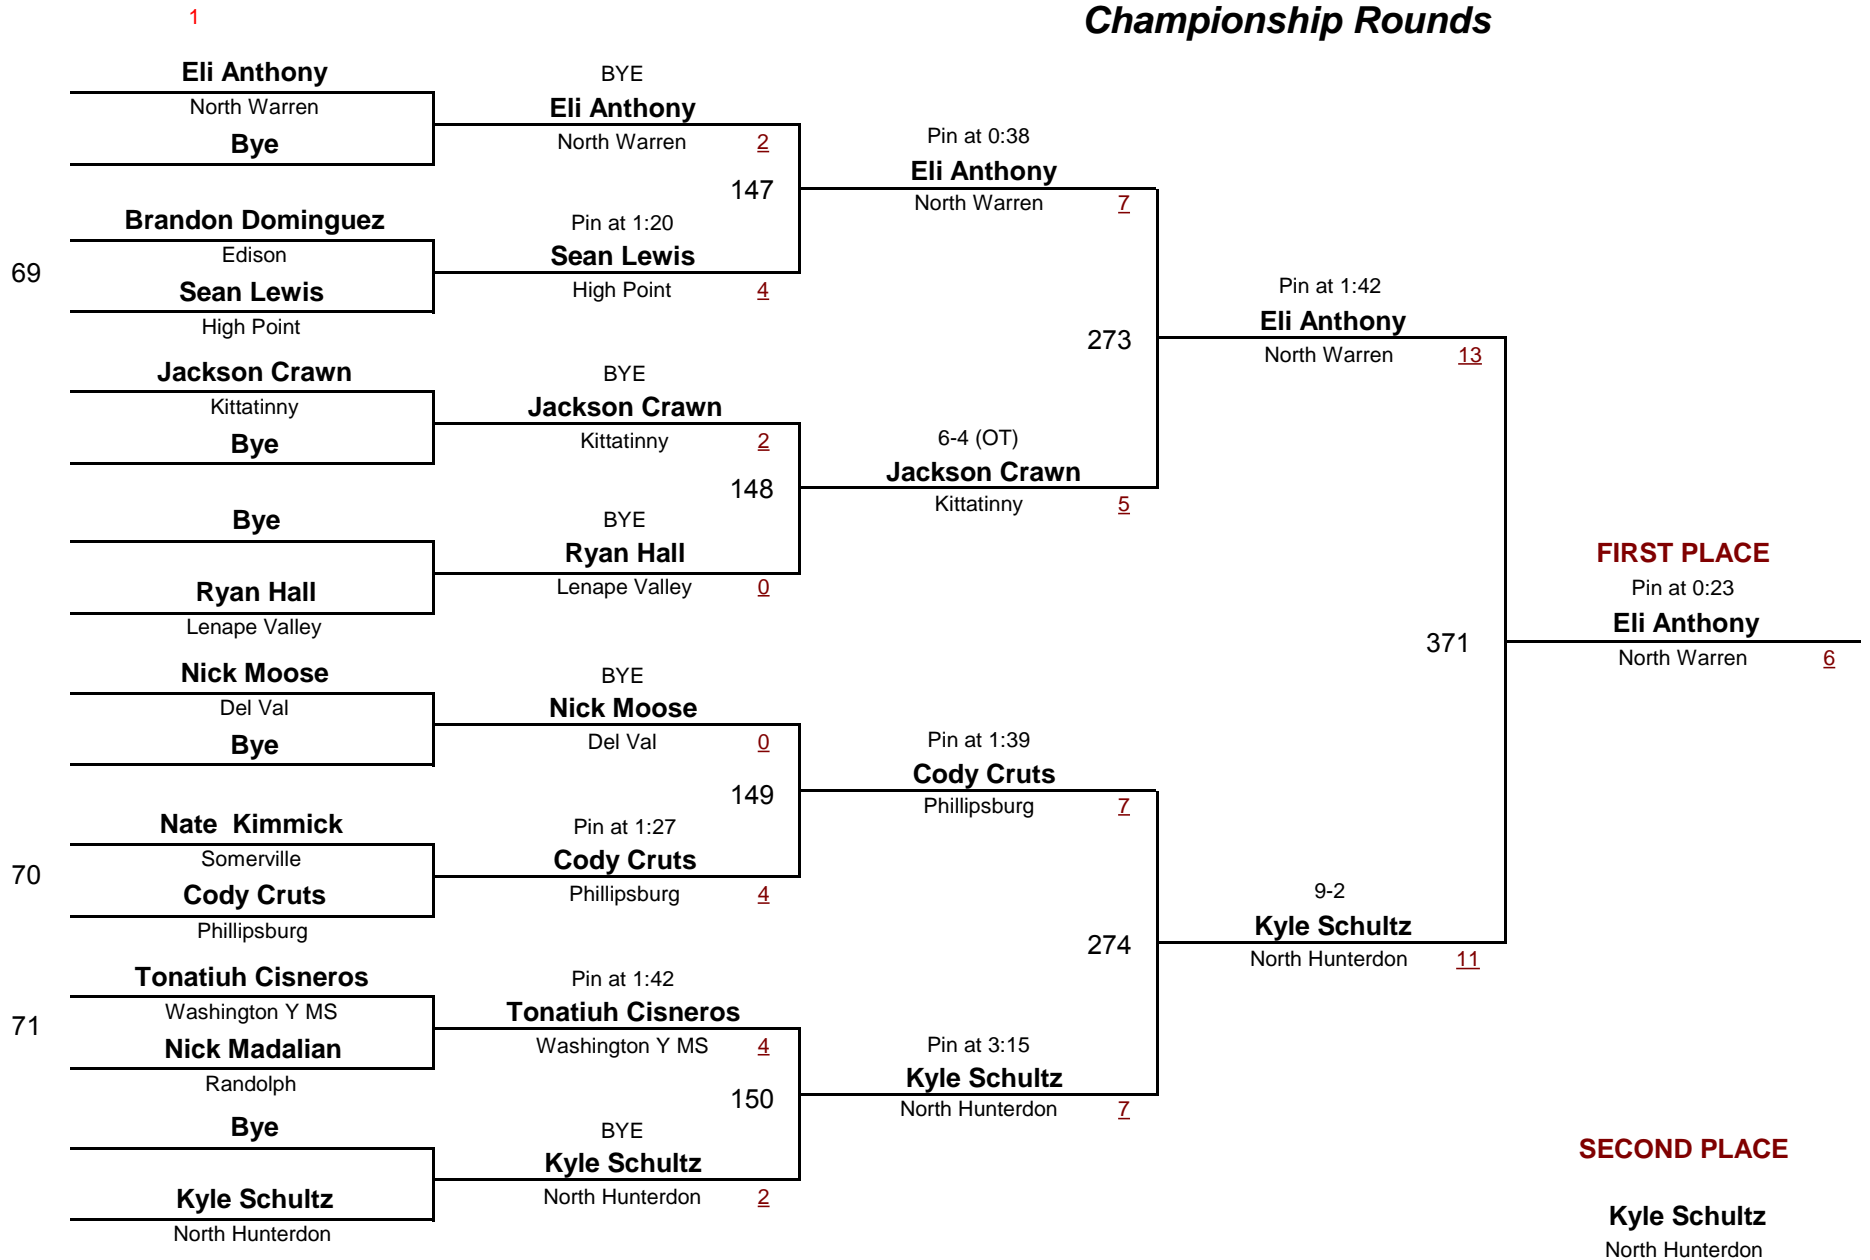 1
Championship Rounds
Eli Anthony
North Warren
Bye
69
Brandon Dominguez
Edison
Sean Lewis
High Point
Jackson Crawn
Kittatinny
Bye
Bye
Ryan Hall
Lenape Valley
Nick Moose
Del Val
Bye
70
Nate  Kimmick
Somerville
Cody Cruts
Phillipsburg
71
Tonatiuh Cisneros
Washington Y MS
Nick Madalian
Randolph
Bye
Kyle Schultz
North Hunterdon
BYE
Eli Anthony
North Warren 2
147
Pin at 1:20
Sean Lewis
High Point 4
BYE
Jackson Crawn
Kittatinny 2
148
BYE
Ryan Hall
Lenape Valley 0
BYE
Nick Moose
Del Val 0
149
Pin at 1:27
Cody Cruts
Phillipsburg 4
Pin at 1:42
Tonatiuh Cisneros
Washington Y MS 4
150
BYE
Kyle Schultz
North Hunterdon 2
Pin at 0:38
Eli Anthony
North Warren 7
273
6-4 (OT)
Jackson Crawn
Kittatinny 5
Pin at 1:39
Cody Cruts
Phillipsburg 7
274
Pin at 3:15
Kyle Schultz
North Hunterdon 7
Pin at 1:42
Eli Anthony
North Warren 13
371
9-2
Kyle Schultz
North Hunterdon 11
FIRST PLACE
Pin at 0:23
Eli Anthony
North Warren 6
SECOND PLACE
Kyle Schultz
North Hunterdon